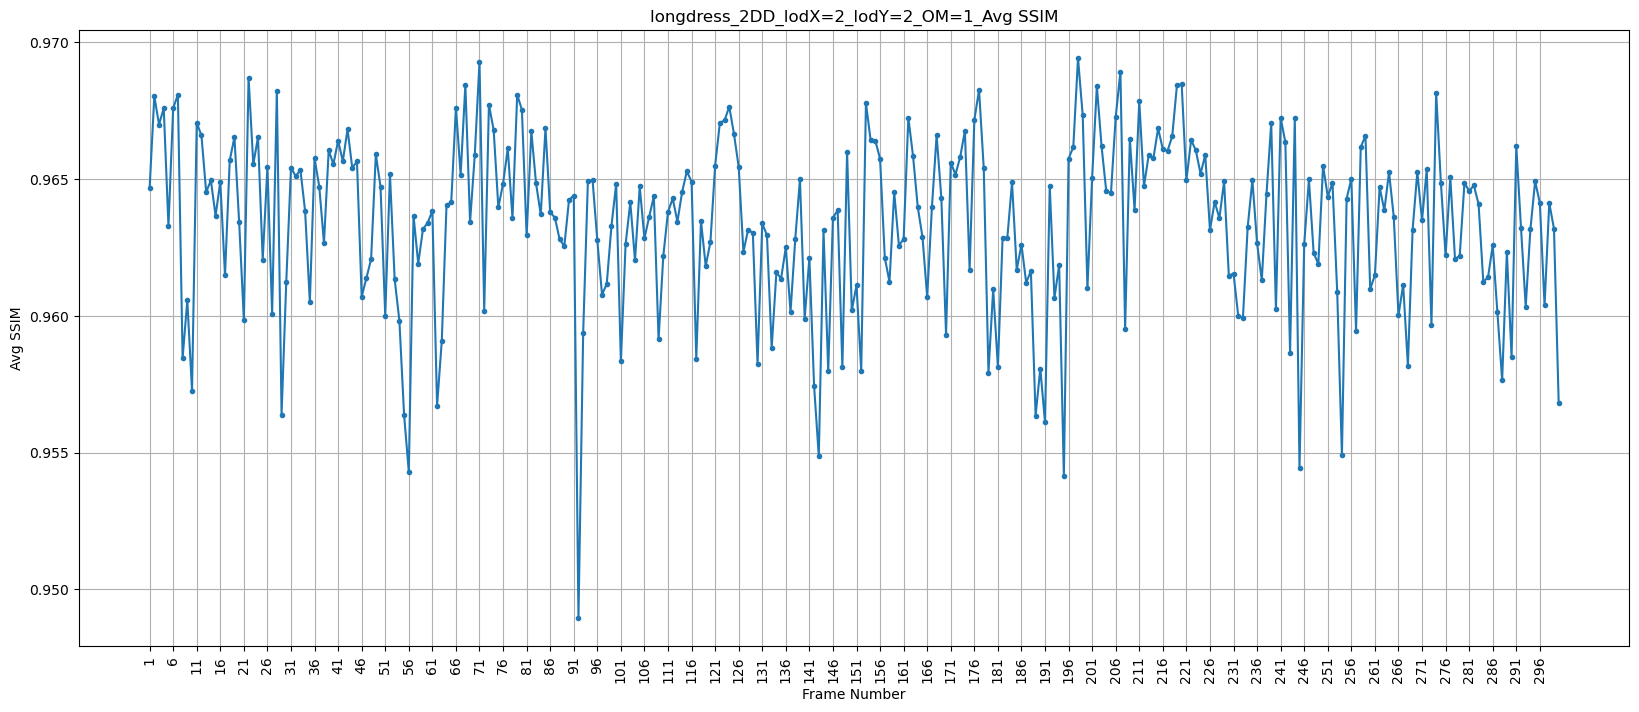 longdress_2DD_lodX=2_lodY=2_OM=1_Avg SSIM
Avg SSIM
0.970
0.965
0.960
0.955
0.950
1 6 11 16 21 26 31 36 41 46 51 56 61 66 71 76 81 86 91 96 101 106 111 116 121 126 131 136 141 146 151 156 161 166 171 176 181 186 191 196 201 206 211 216 221 226 231 236 241 246 251 256 261 266 271 276 281 286 291 296
Frame Number